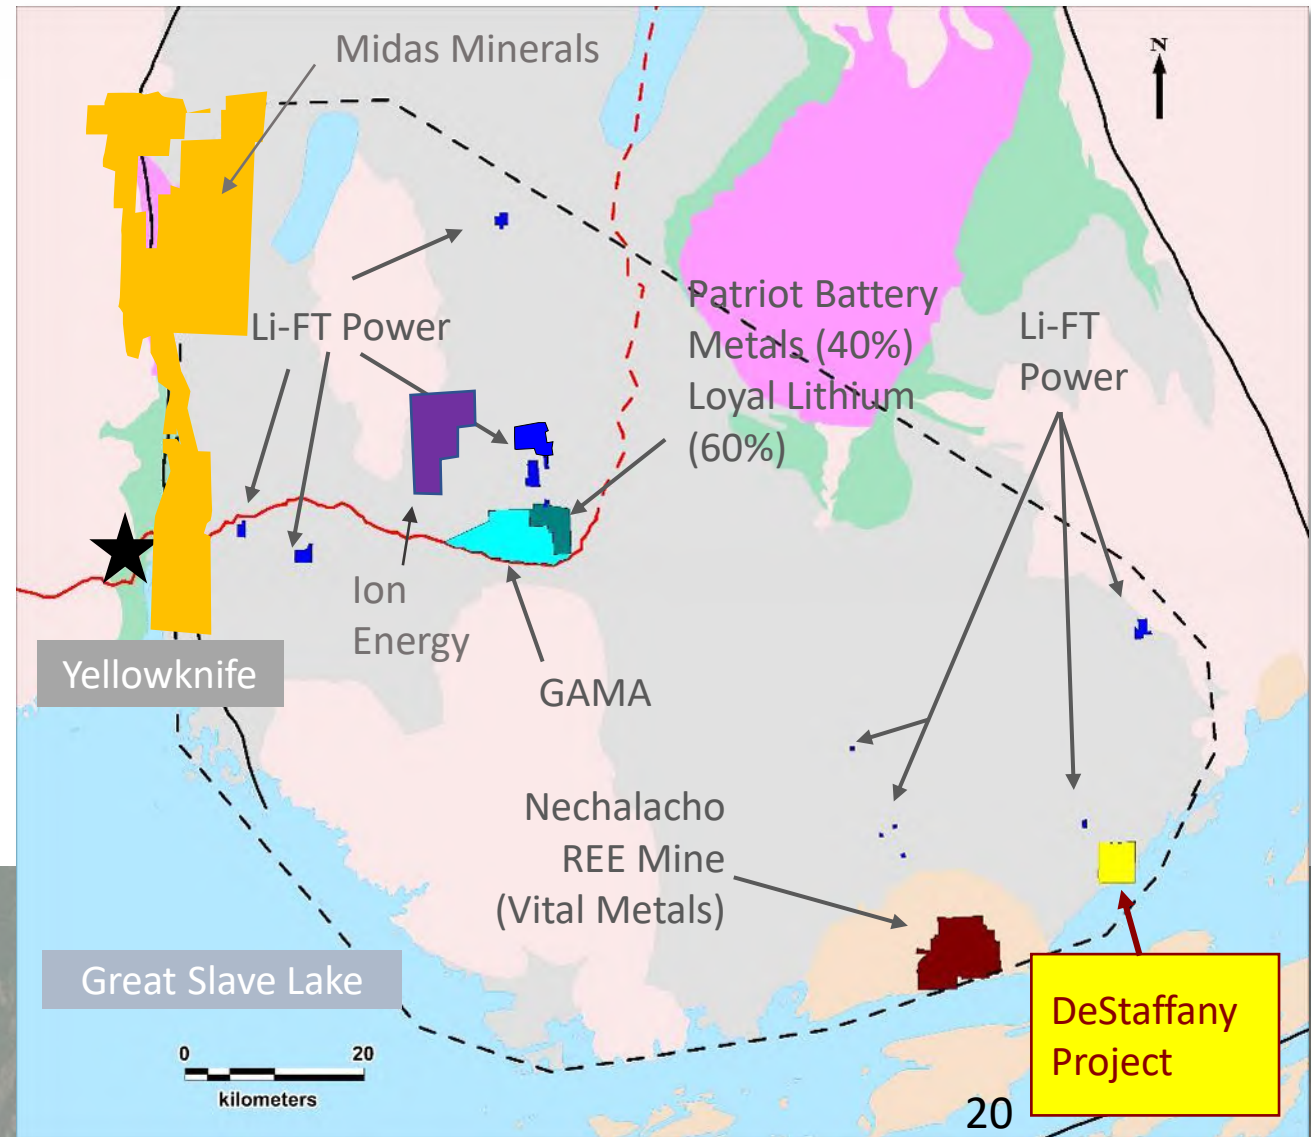 Midas Minerals
N
Li-FT Power
Patriot Battery
Metals (40%)
Loyal Lithium
(60%)
Li-FT
Power
Ion
Energy
GAMA
Yellowknife
Nechalacho
REE Mine
(Vital Metals)
Great Slave Lake
DeStaffany
Project
0 20
kilometers
20